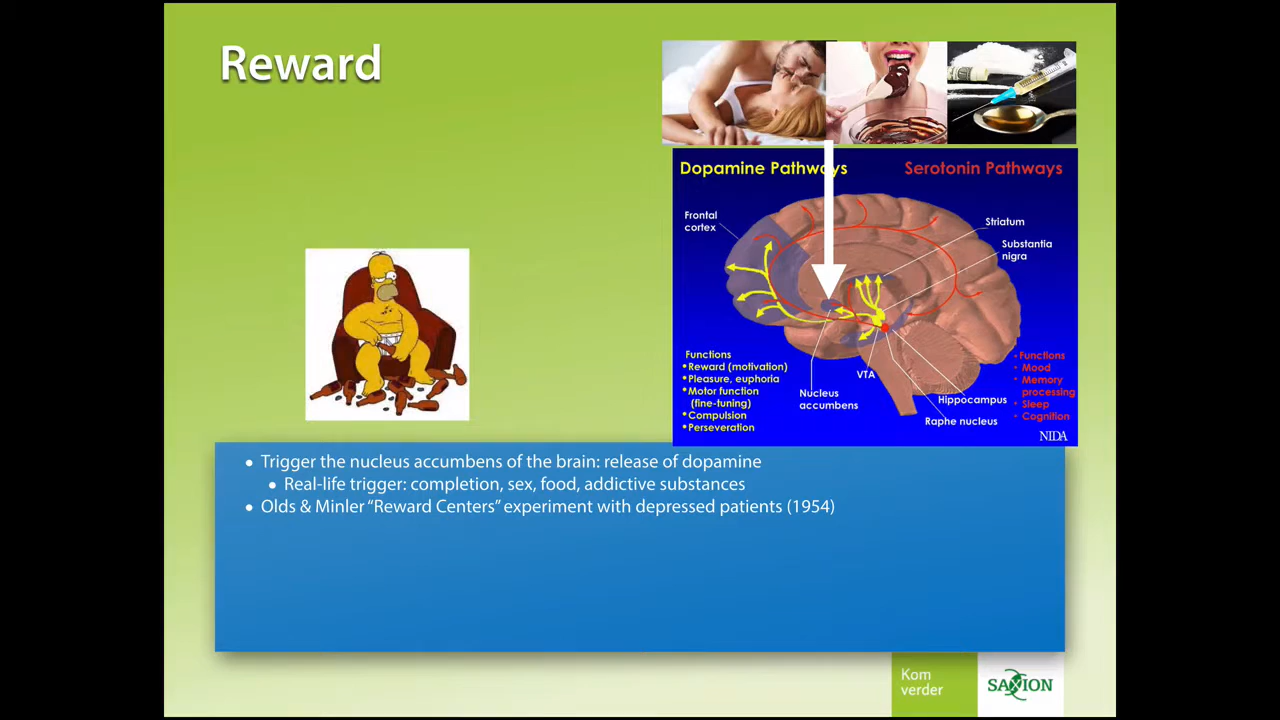 Reward
Dopamine Pathways
Serotonin Pathways
Frontal
cortex
Striatum
Substantia
nigra
Functions
•Reward (motivation)
•Pleasure, euphoria
•Motor function
(fine-tuning)
•Compulsion
•Perseveration
Nucleus
accumbens
VTA
Hippocampus
Raphe nucleus
•Functions
• Mood
• Memory
processing
• Sleep
• Cognition
NIDA
• Trigger the nucleus accumbens of the brain: release of dopamine
• Real-life trigger: completion, sex, food, addictive substances
• Olds & Minler “Reward Centers” experiment with depressed patients (1954)
Kom
verder
SAXION